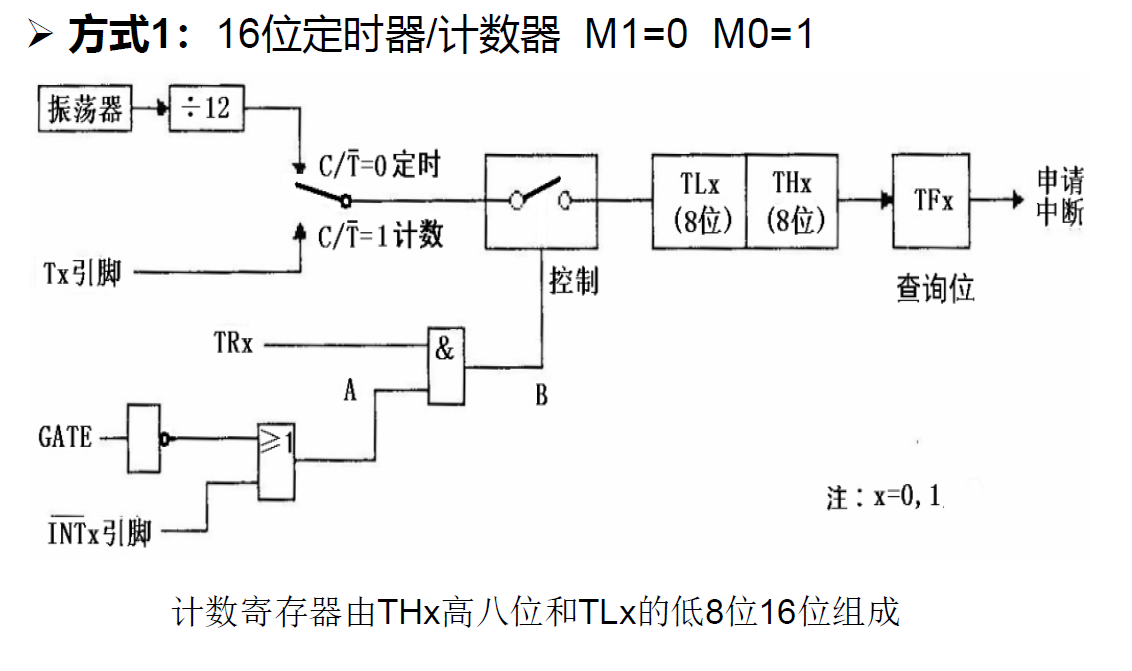 ➢ 方式1：16位定时器/计数器 M1=0 M0=1
振荡器
÷12
C/T̅=0定时
C/T̅=1计数
Tx引脚
TLx
(8位)
THx
(8位)
TFx
申请
中断
控制
查询位
TRx
&
A
B
GATE
≥1
I̅N̅T̅x引脚
注：x=0,1
计数寄存器由THx高八位和TLx的低8位16位组成